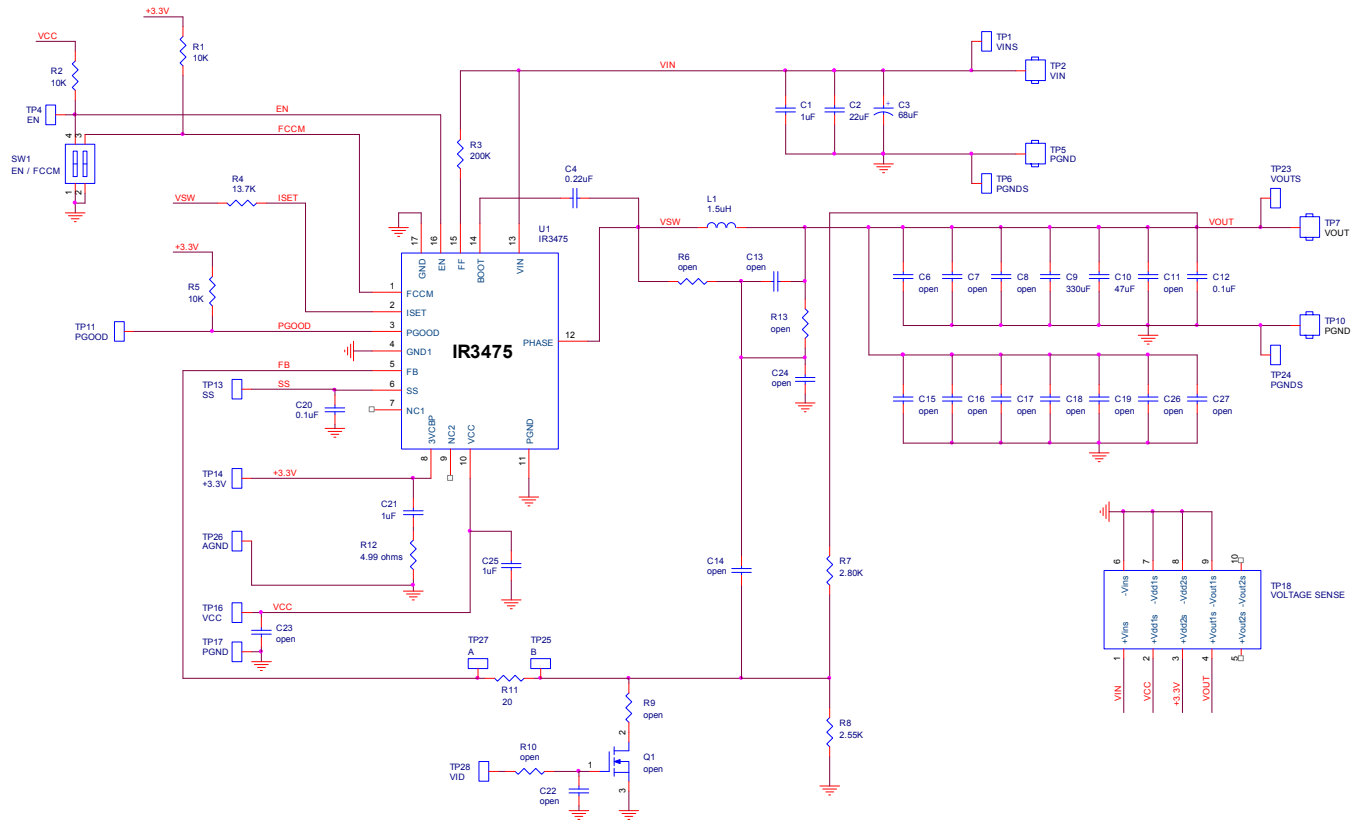 +3.3V
VCC
R1
10K
R2
10K
TP4
EN
EN
FCCM
4
3
SW1
EN / FCCM
1
2
R4
13.7K
VSW
ISET
+3.3V
R5
10K
TP11
PGOOD
PGOOD
FB
TP13
SS
SS
C20
0.1uF
R3
200K
C4
0.22uF
U1
IR3475
17
GND
16
EN
15
FF
14
BOOT
13
VIN
1
FCCM
2
ISET
3
PGOOD
4
GND1
5
FB
6
SS
7
NC1
IR3475
PHASE
12
3VCBP
8
NC2
9
VCC
10
PGND
11
VIN
TP1
VINS
TP2
VIN
C1
1uF
C2
22uF
C3
68uF
+
TP5
PGND
TP6
PGNDS
VSW
L1
1.5uH
R6
open
C13
open
R13
open
C24
open
TP23
VOUTS
VOUT
TP7
VOUT
C6
open
C7
open
C8
open
C9
330uF
C10
47uF
C11
open
C12
0.1uF
TP10
PGND
TP24
PGNDS
C15
open
C16
open
C17
open
C18
open
C19
open
C26
open
C27
open
TP14
+3.3V
+3.3V
C21
1uF
R12
4.99 ohms
TP26
AGND
C25
1uF
TP16
VCC
VCC
C23
open
TP17
PGND
TP27
A
TP25
B
R11
20
C14
open
R7
2.80K
R8
2.55K
R9
open
2
Q1
open
1
3
R10
open
TP28
VID
C22
open
6
7
8
9
10
-Vins
-Vdd1s
-Vdd2s
-Vout1s
-Vout2s
TP18
VOLTAGE SENSE
+Vins
+Vdd1s
+Vdd2s
+Vout1s
+Vout2s
1
2
3
4
5
VIN
VCC
+3.3V
VOUT